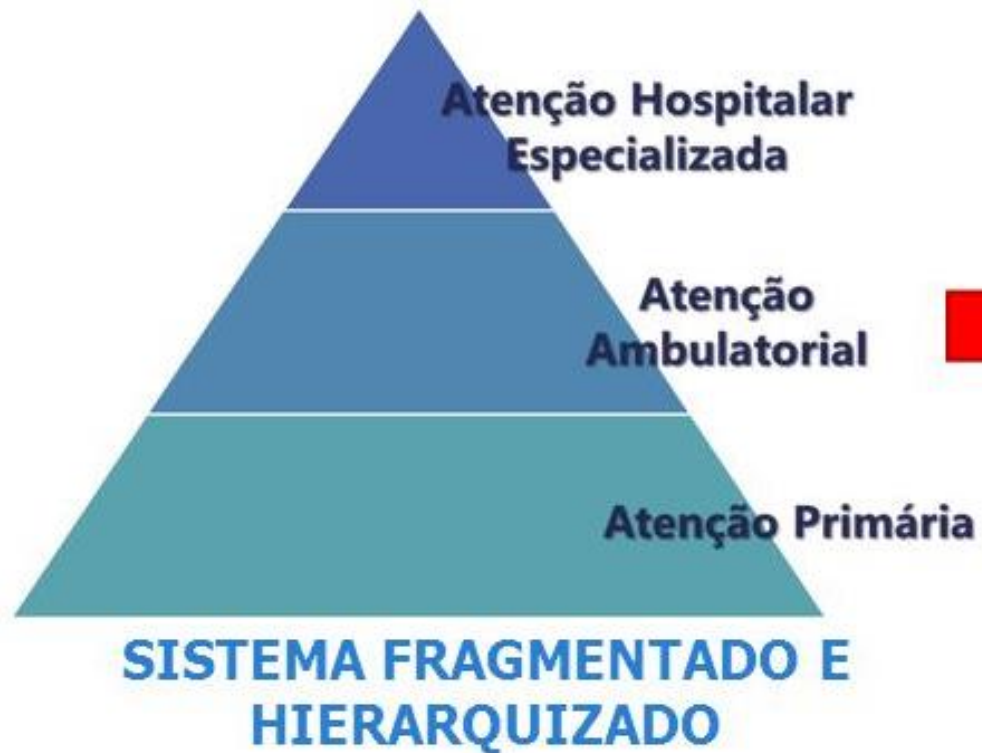 Atenção Hospitalar
Especializada
Atenção
Ambulatorial
Atenção Primária
SISTEMA FRAGMENTADO E
HIERARQUIZADO